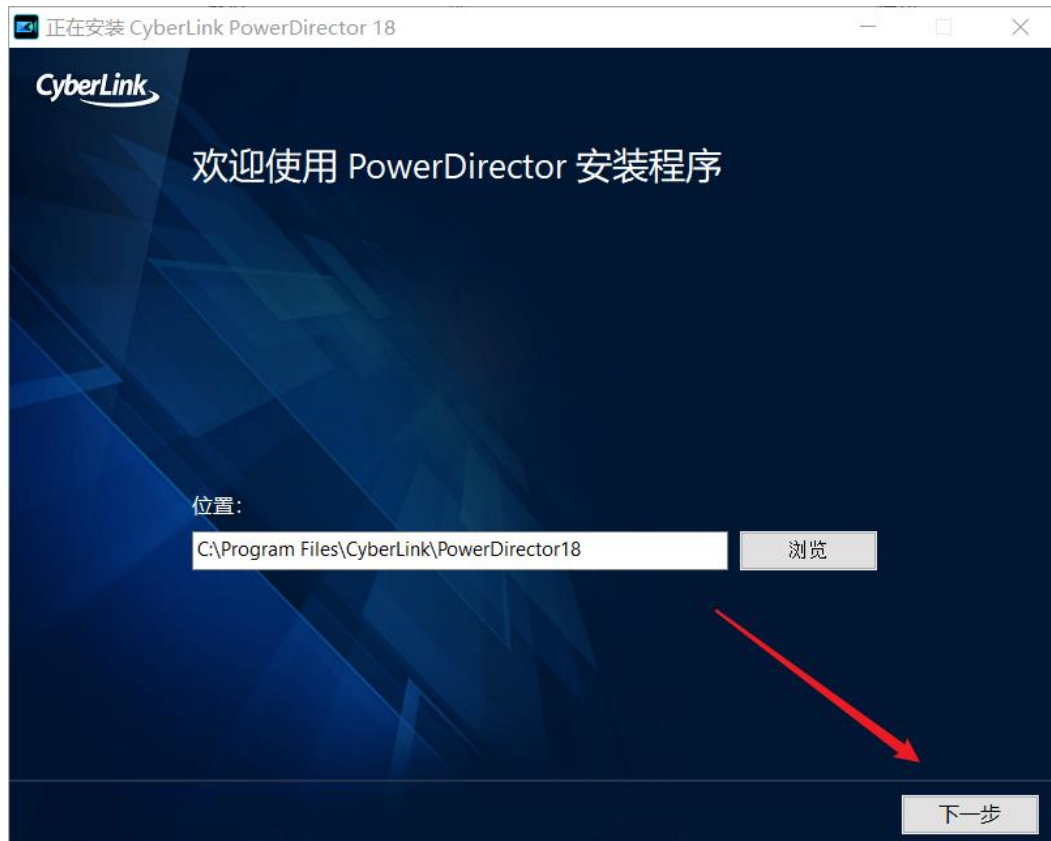 正在安装 CyberLink PowerDirector 18
CyberLink
欢迎使用 PowerDirector 安装程序
位置:
C:\Program Files\CyberLink\PowerDirector18
浏览
下一步